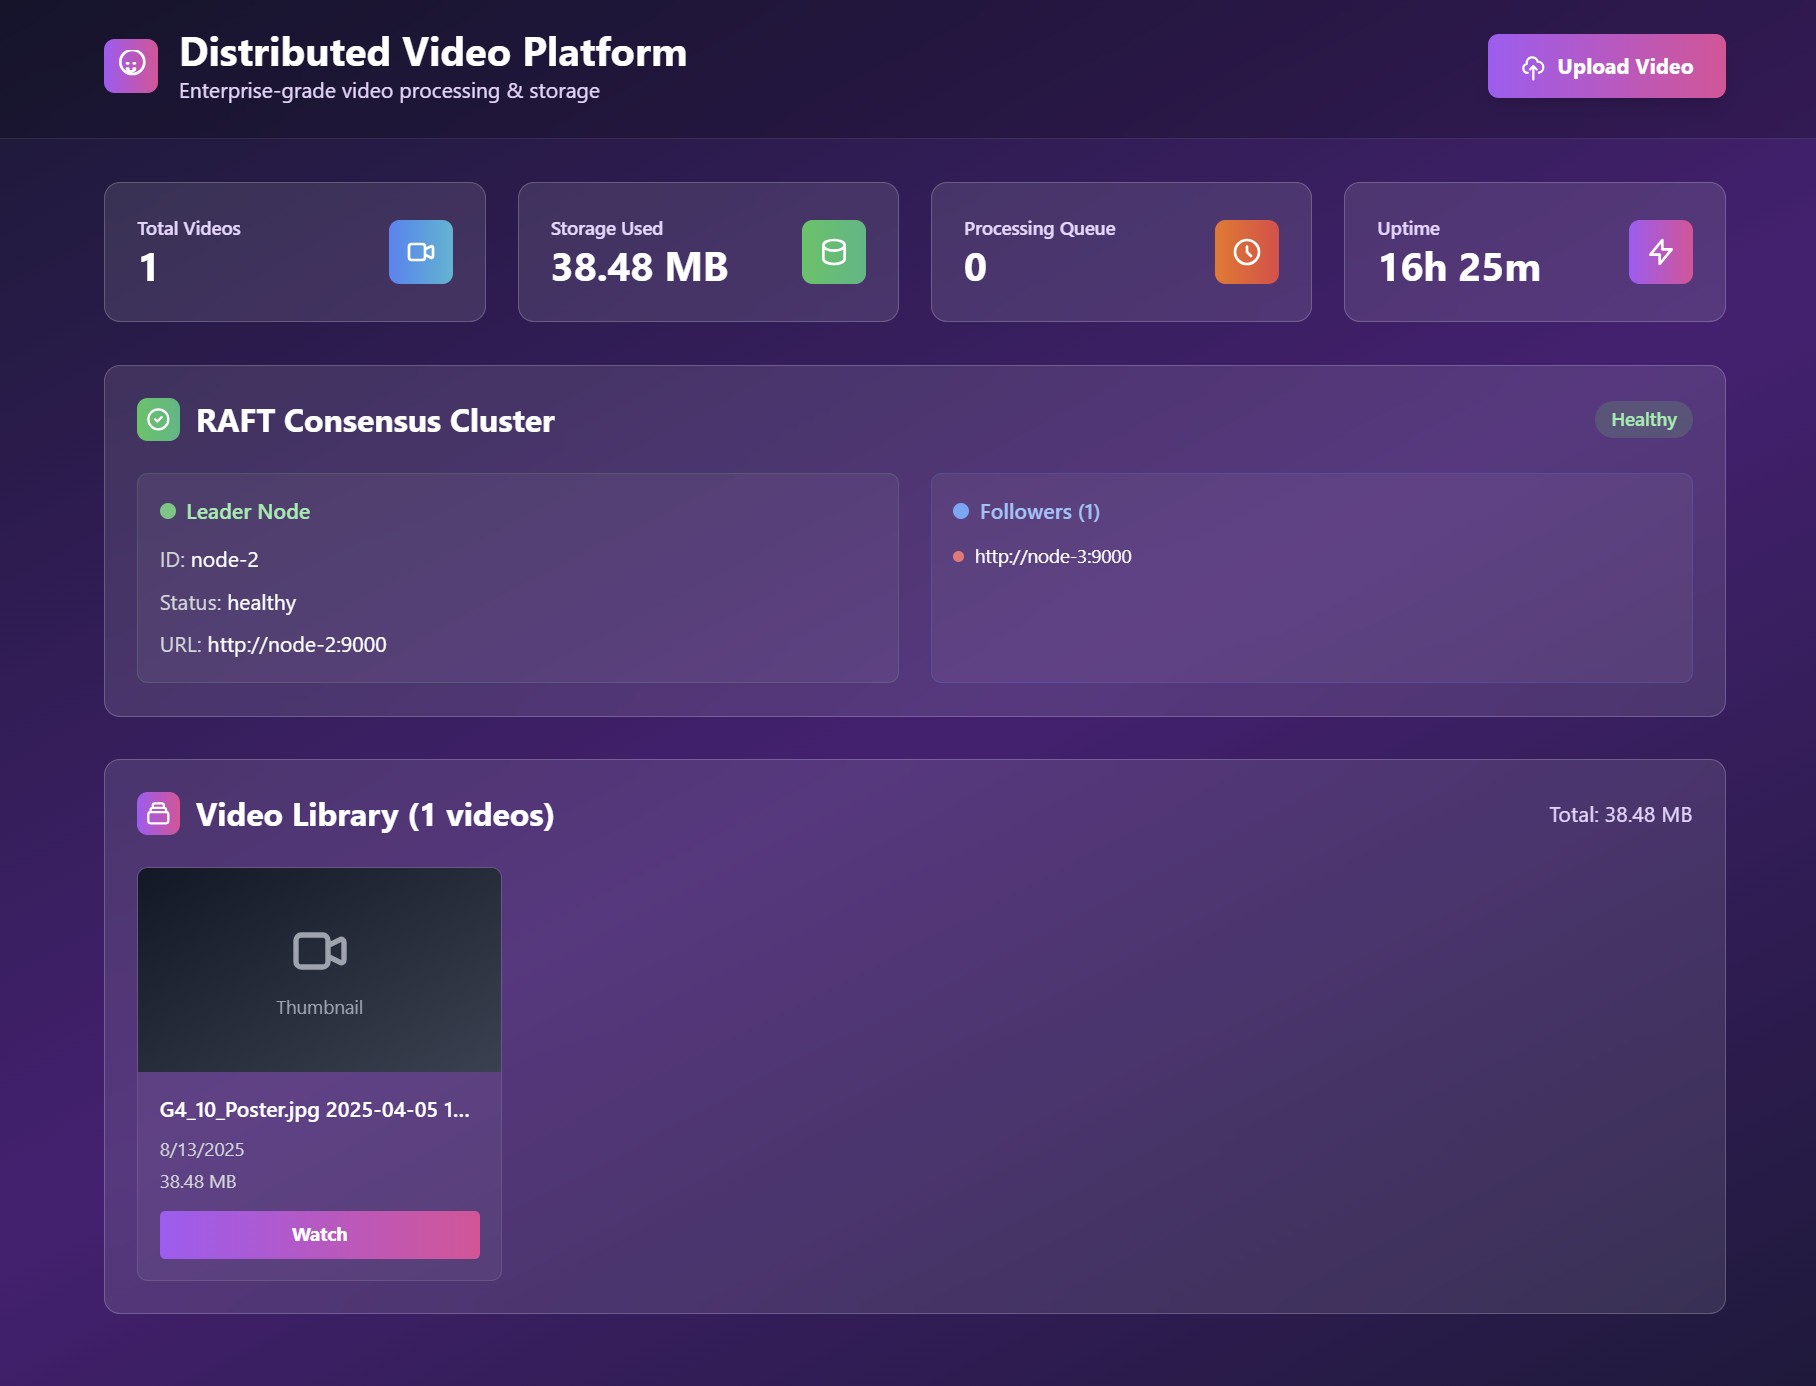 Distributed Video Platform
Enterprise-grade video processing & storage
Upload Video
Total Videos
1
Storage Used
38.48 MB
Processing Queue
0
Uptime
16h 25m
RAFT Consensus Cluster
Healthy
Leader Node
ID: node-2
Status: healthy
URL: http://node-2:9000
Followers (1)
http://node-3:9000
Video Library (1 videos)
Total: 38.48 MB
Thumbnail
G4_10_Poster.jpg 2025-04-05 1...
8/13/2025
38.48 MB
Watch